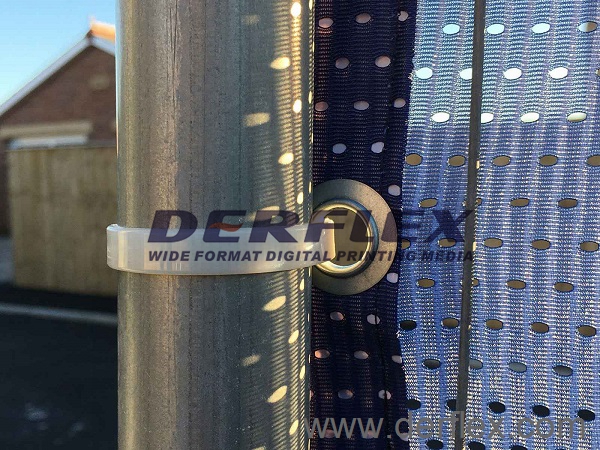 DERFLEX
WIDE FORMAT DIGITAL PRINTING MEDIA
www.derflex.com